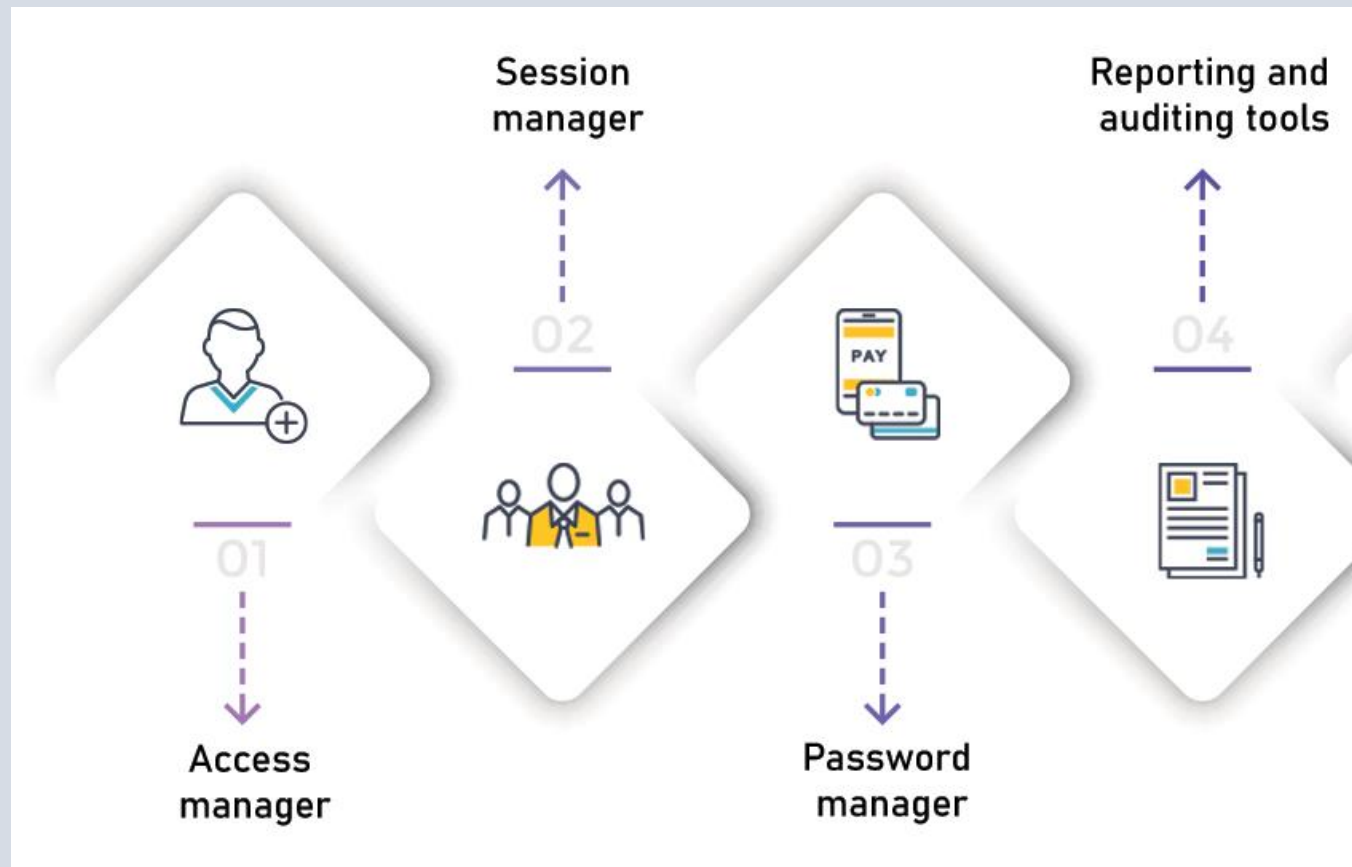 Session
manager
Reporting and
auditing tools
02
04
PAY
01
03
Access
manager
Password
manager